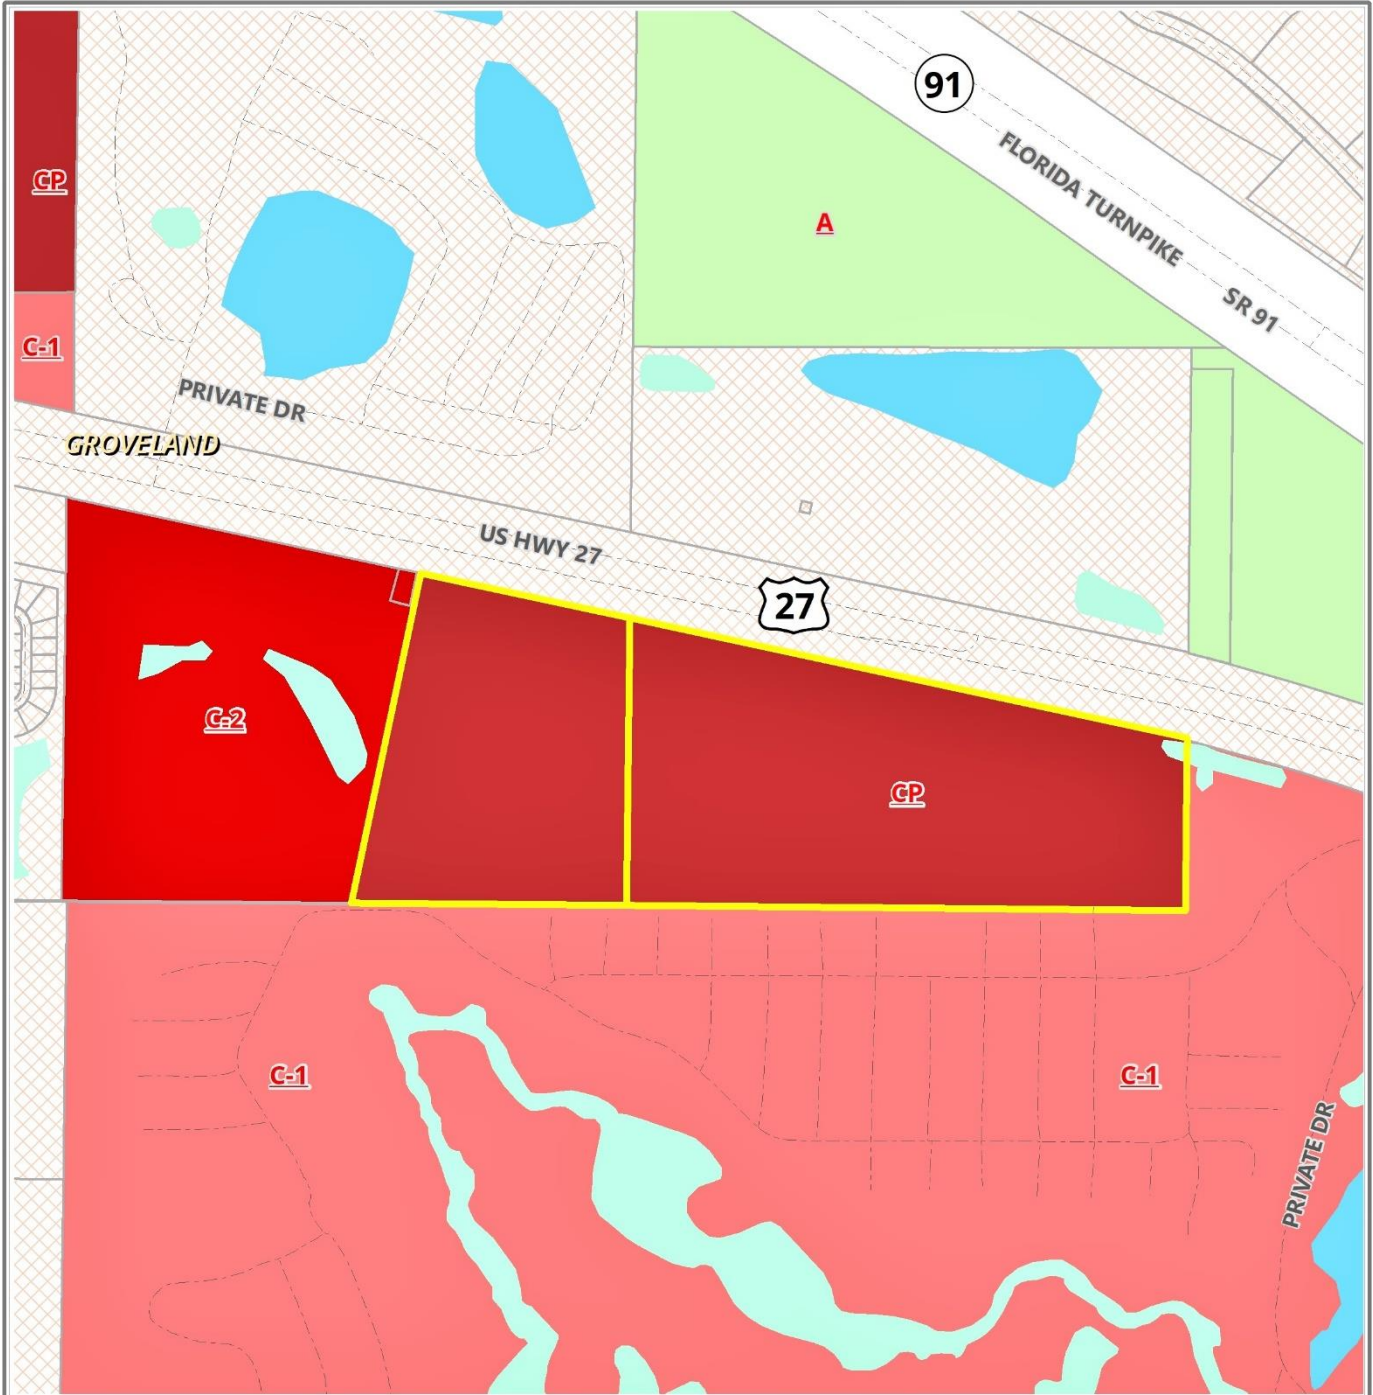 91
FLORIDA TURNPIKE
SR 91
CP
A
C-1
PRIVATE DR
GROVELAND
US HWY 27
27
C-2
CP
C-1
C-1
PRIVATE DR